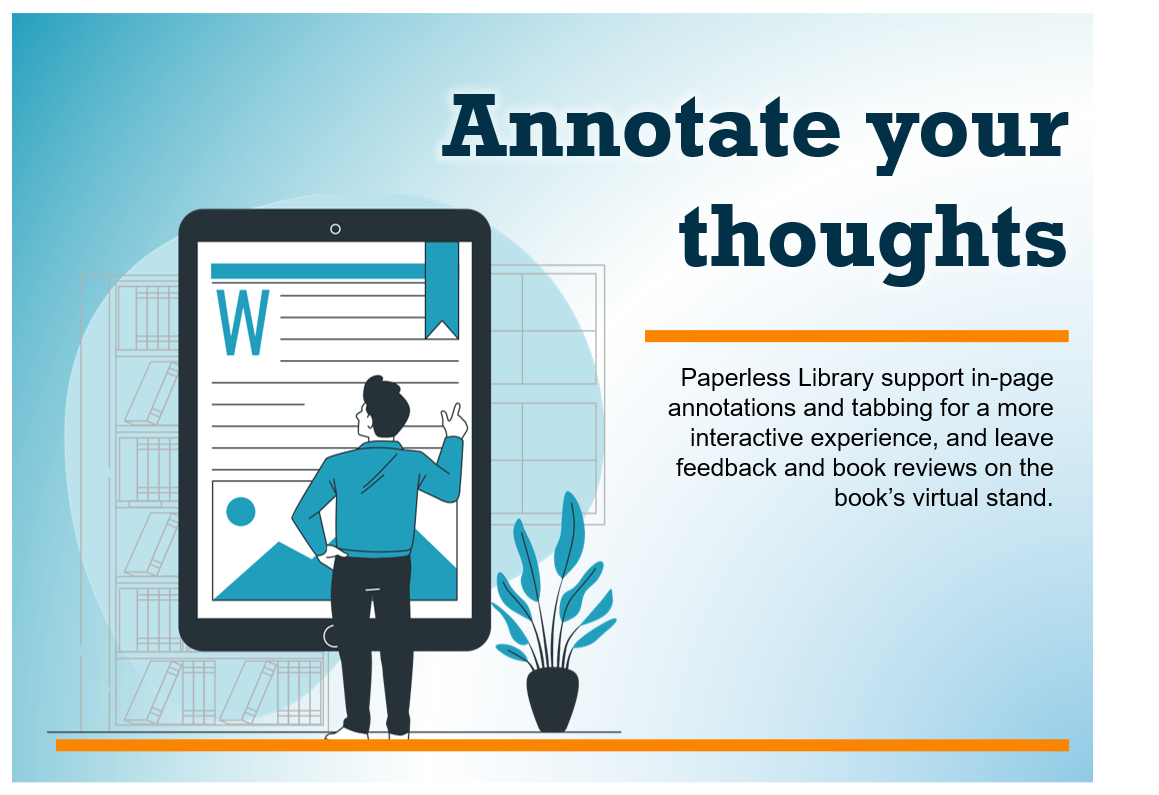 Annotate your
thoughts
W
Paperless Library support in-page
annotations and tabbing for a more
interactive experience, and leave
feedback and book reviews on the
book’s virtual stand.